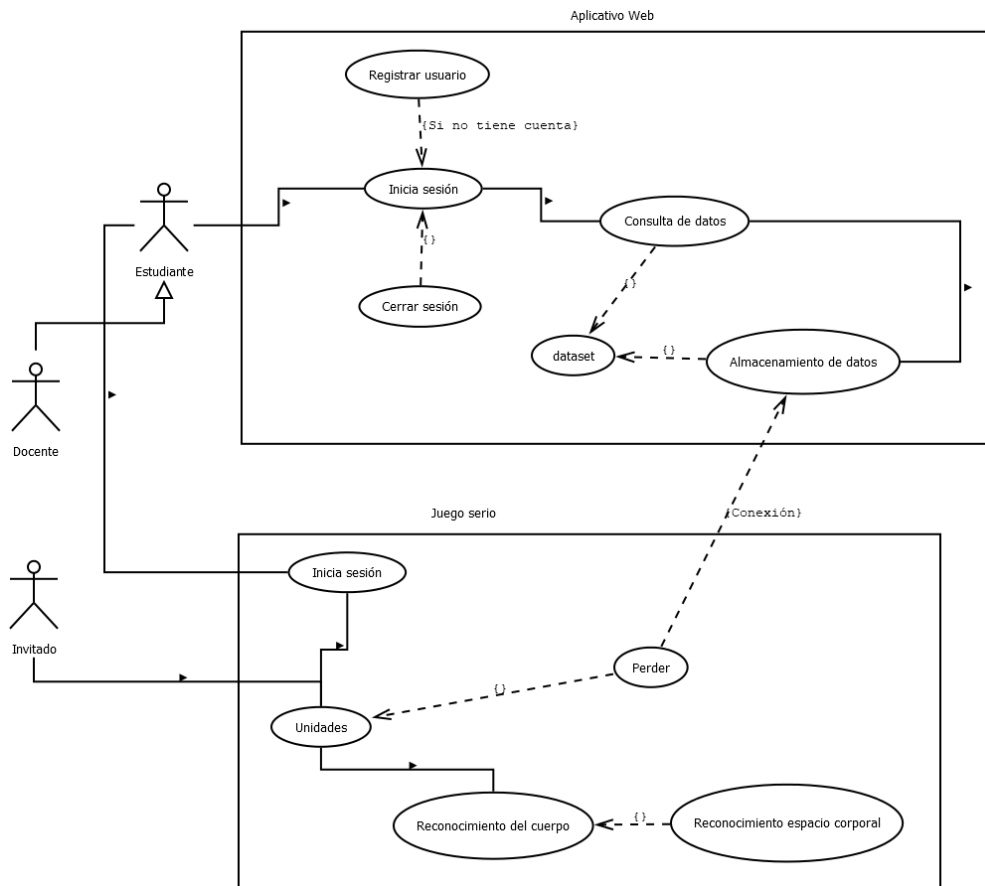 Aplicativo Web
Registrar usuario
{Si no tiene cuenta}
Inicia sesión
Consulta de datos
{}
Estudiante
{}
Cerrar sesión
dataset
{}
Almacenamiento de datos
Docente
Juego serio
{Conexión}
Inicia sesión
Invitado
Perder
{}
Unidades
Reconocimiento del cuerpo
{}
Reconocimiento espacio corporal